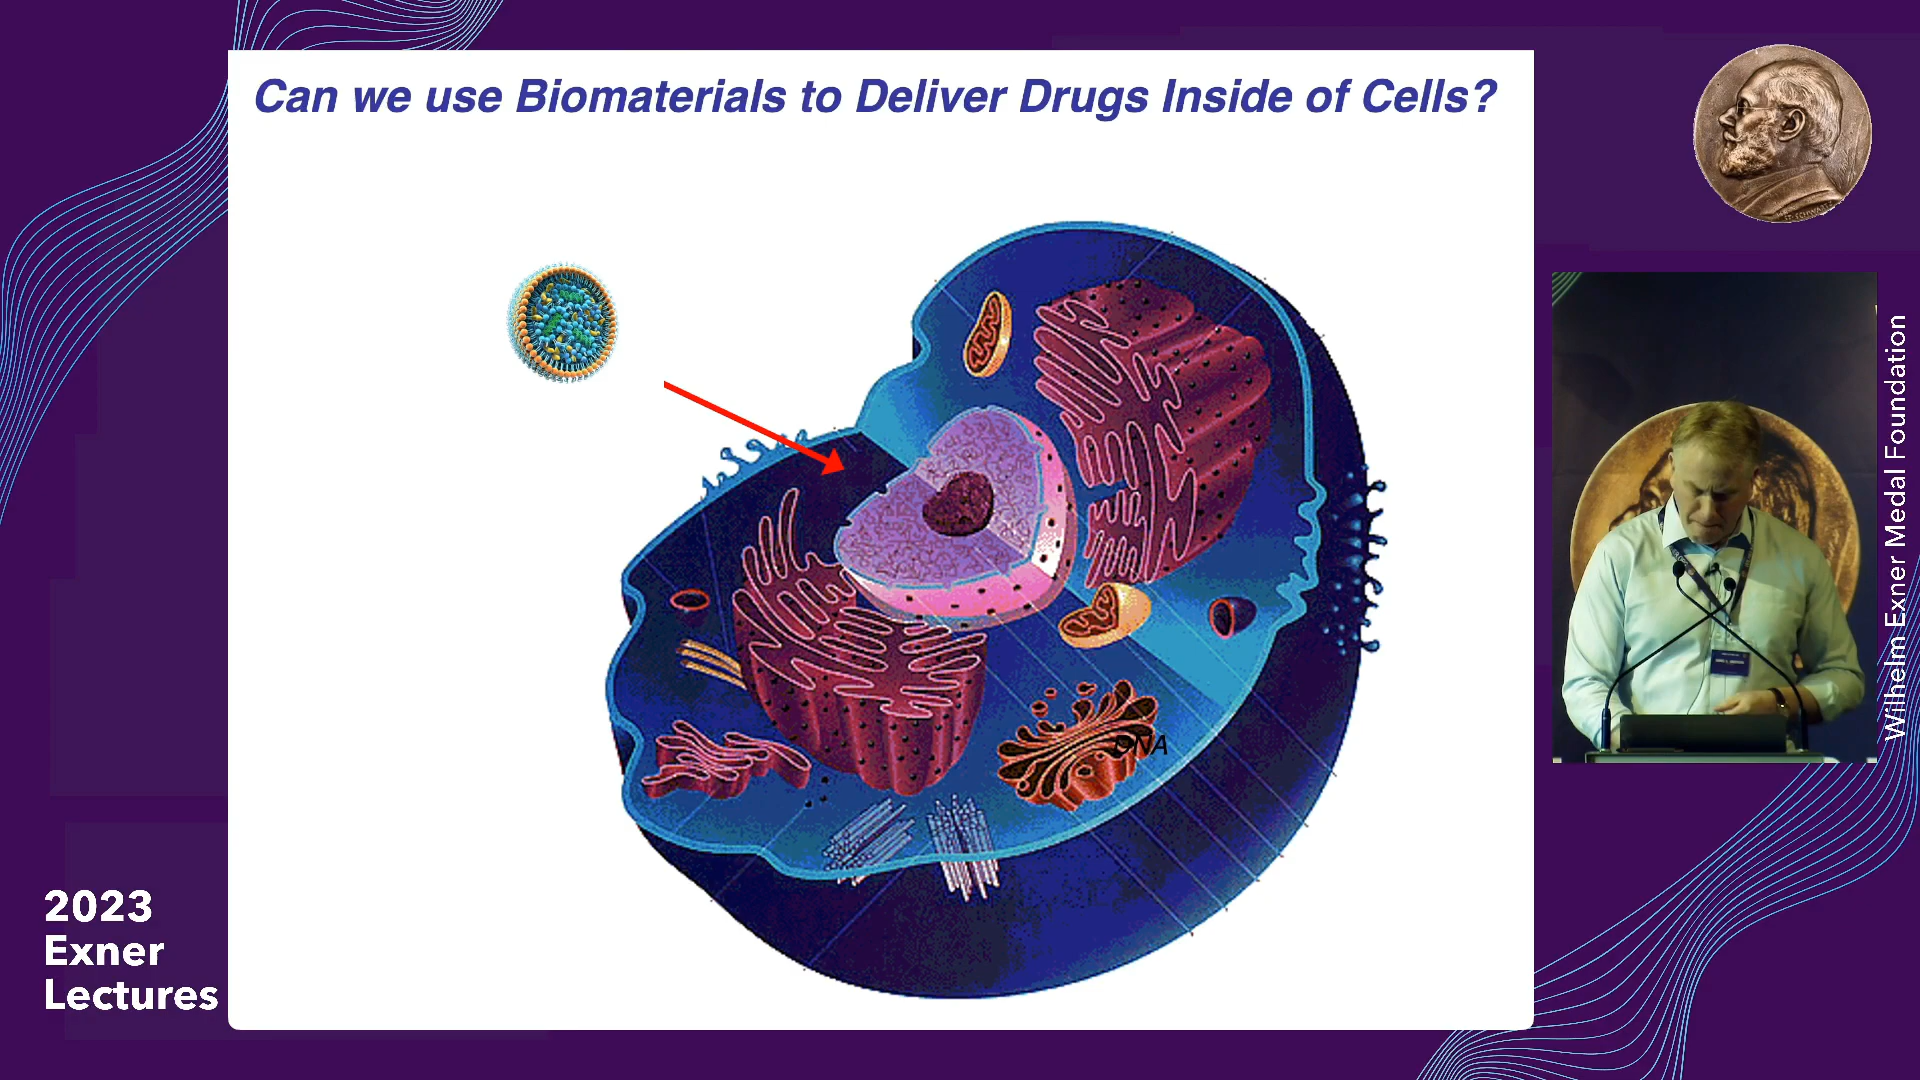 Can we use Biomaterials to Deliver Drugs Inside of Cells?
DNA
Wilhelm Exner Medal Foundation
2023
Exner
Lectures